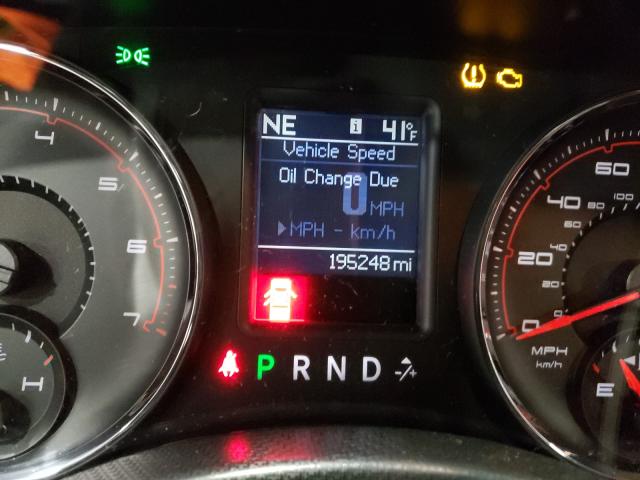 NE i 41°F
Vehicle Speed
Oil Change Due
0 MPH
MPH - km/h
195248 mi
P R N D -/+
4
5
6
7
H
60
100
40
80
60
20
40
20
0
0
MPH
km/h
E